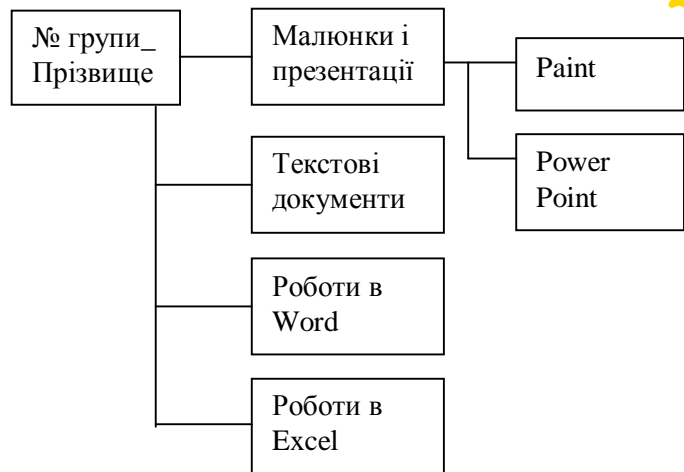 № групи_
Прізвище
Малюнки і
презентації
Paint
Power
Point
Текстові
документи
Роботи в
Word
Роботи в
Excel